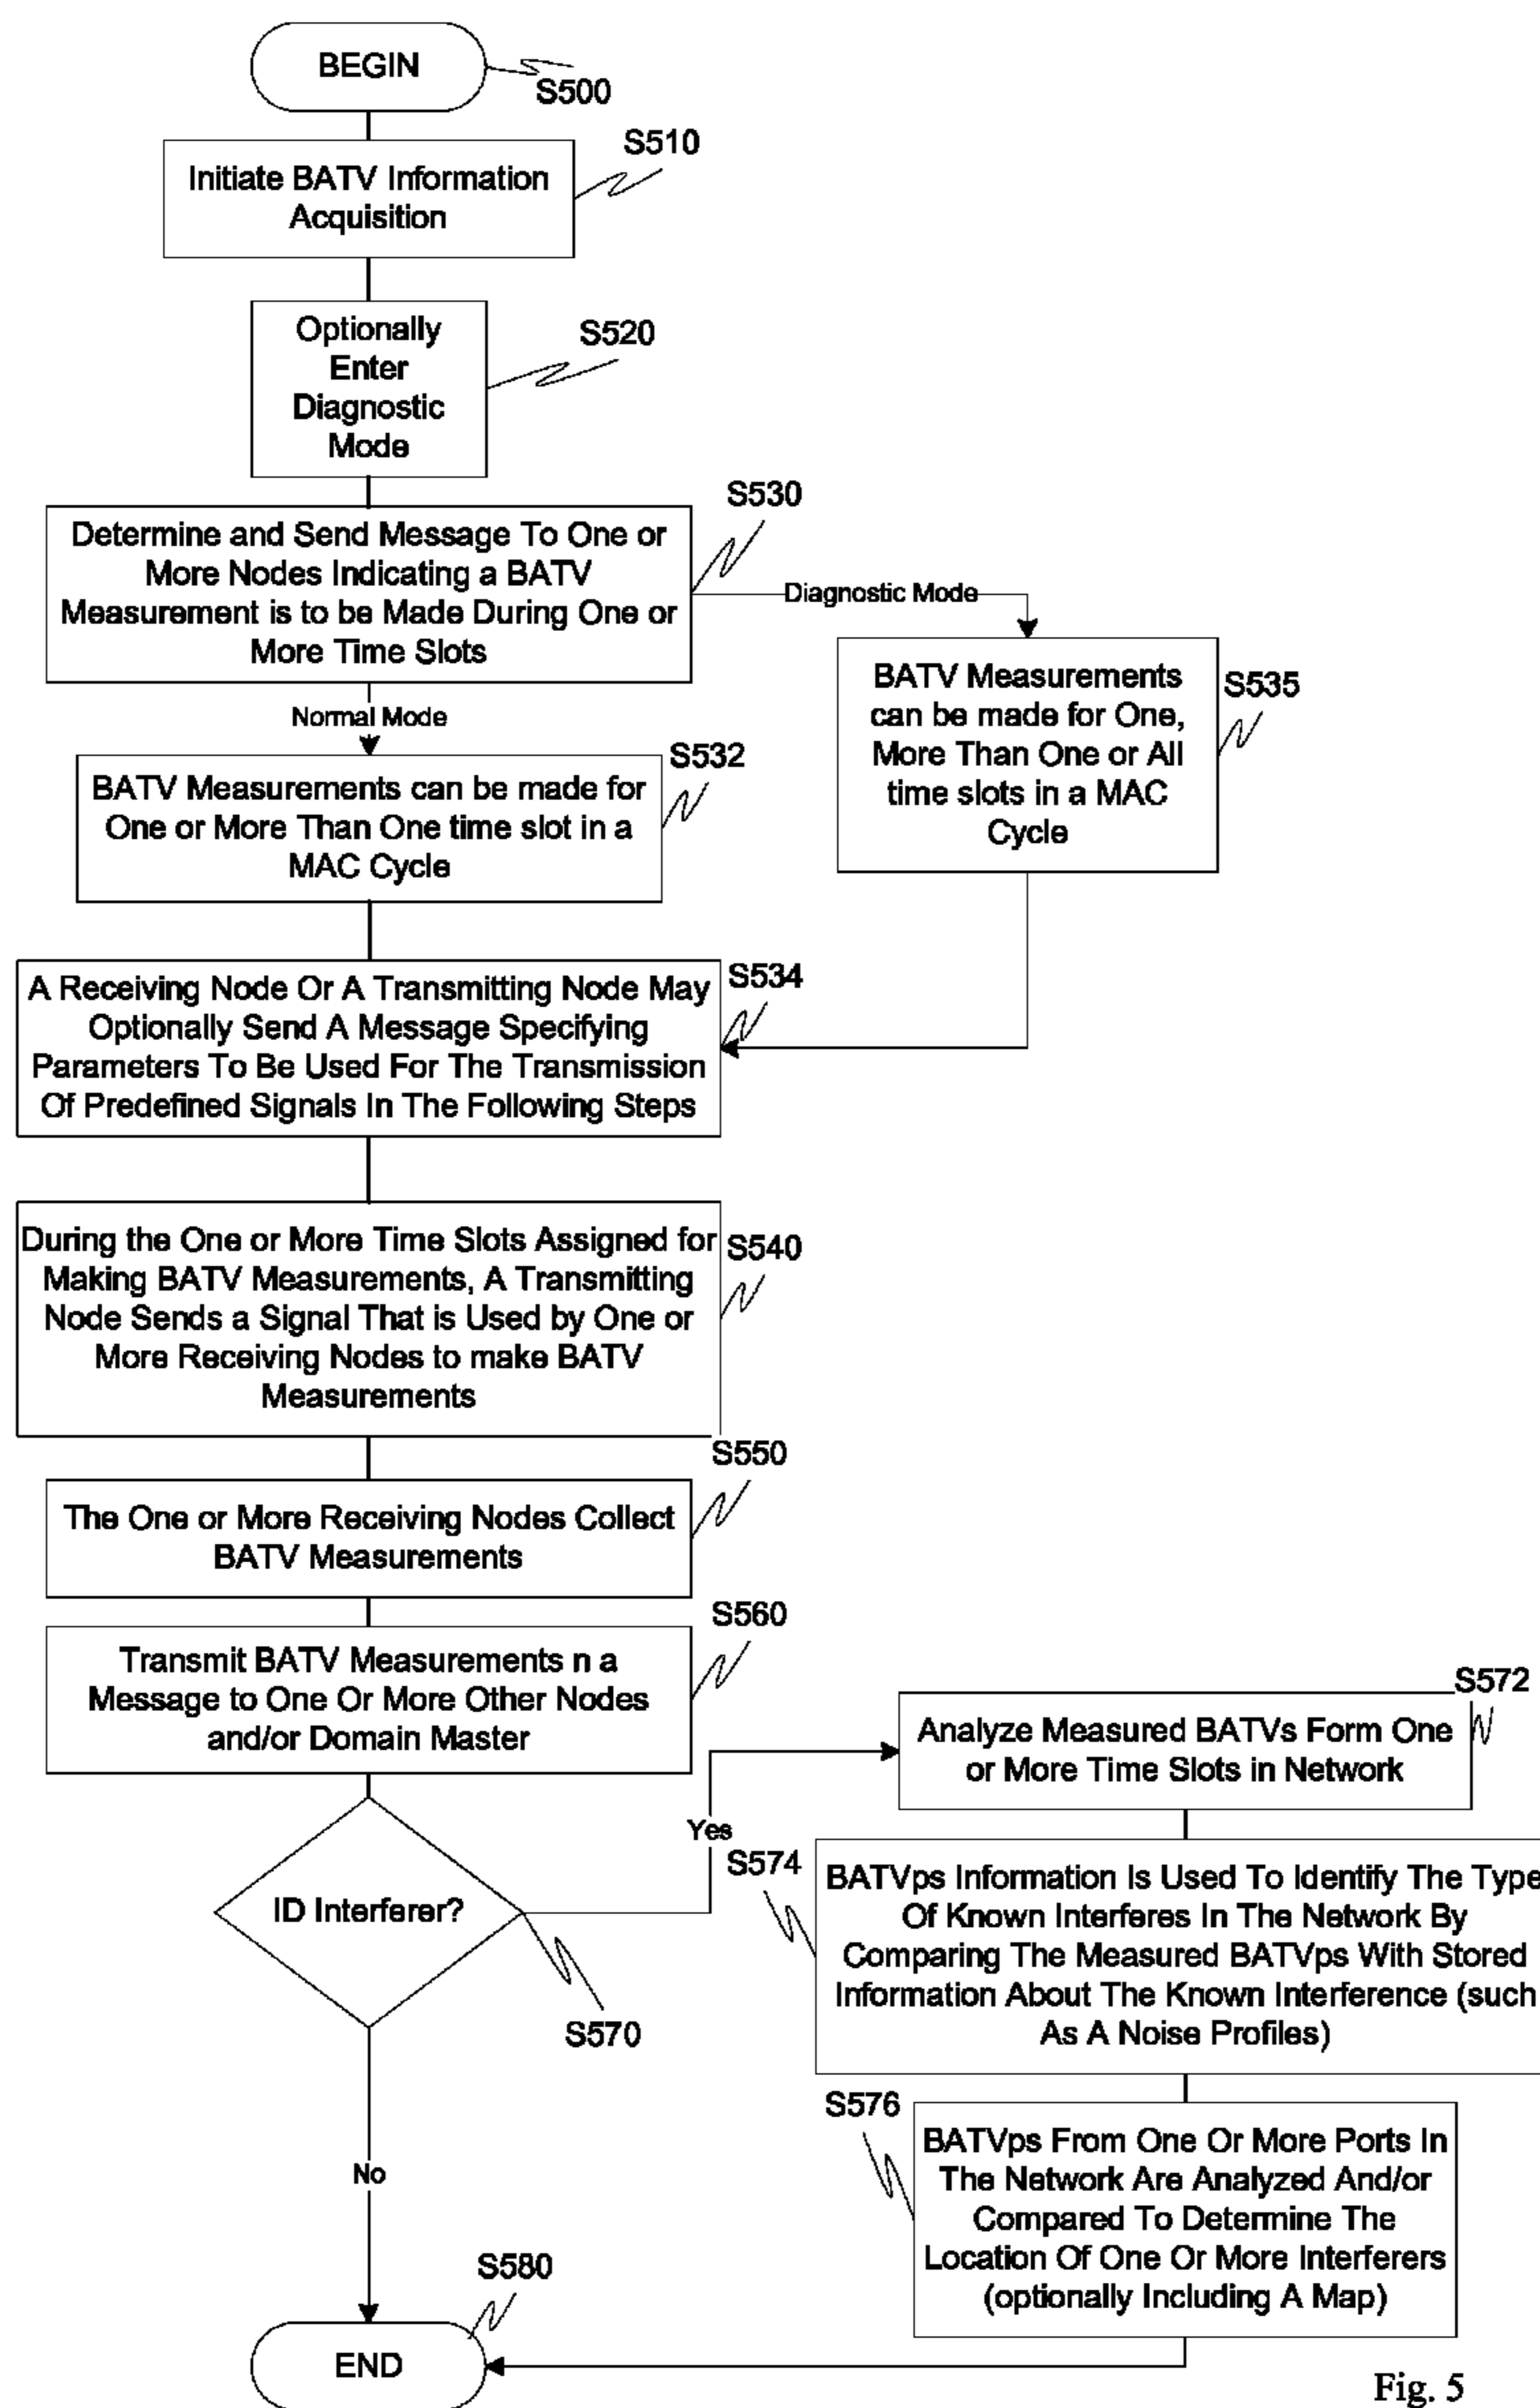 BEGIN
S500
S510
Initiate BATV Information
Acquisition
S520
Optionally
Enter
Diagnostic
Mode
S530
Determine and Send Message To One or
More Nodes Indicating a BATV
Measurement is to be Made During One or
More Time Slots
Diagnostic Mode
Normal Mode
S535
BATV Measurements
can be made for One,
More Than One or All
time slots in a MAC
Cycle
S532
BATV Measurements can be made for
One or More Than One time slot in a
MAC Cycle
S534
A Receiving Node Or A Transmitting Node May
Optionally Send A Message Specifying
Parameters To Be Used For The Transmission
Of Predefined Signals In The Following Steps
S540
During the One or More Time Slots Assigned for
Making BATV Measurements, A Transmitting
Node Sends a Signal That is Used by One or
More Receiving Nodes to make BATV
Measurements
S550
The One or More Receiving Nodes Collect
BATV Measurements
S560
Transmit BATV Measurements n a
Message to One Or More Other Nodes
and/or Domain Master
ID Interferer?
S570
Yes
No
S572
Analyze Measured BATVs Form One
or More Time Slots in Network
S574
BATVps Information Is Used To Identify The Type
Of Known Interferes In The Network By
Comparing The Measured BATVps With Stored
Information About The Known Interference (such
As A Noise Profiles)
S576
BATVps From One Or More Ports In
The Network Are Analyzed And/or
Compared To Determine The
Location Of One Or More Interferers
(optionally Including A Map)
S580
END
Fig. 5